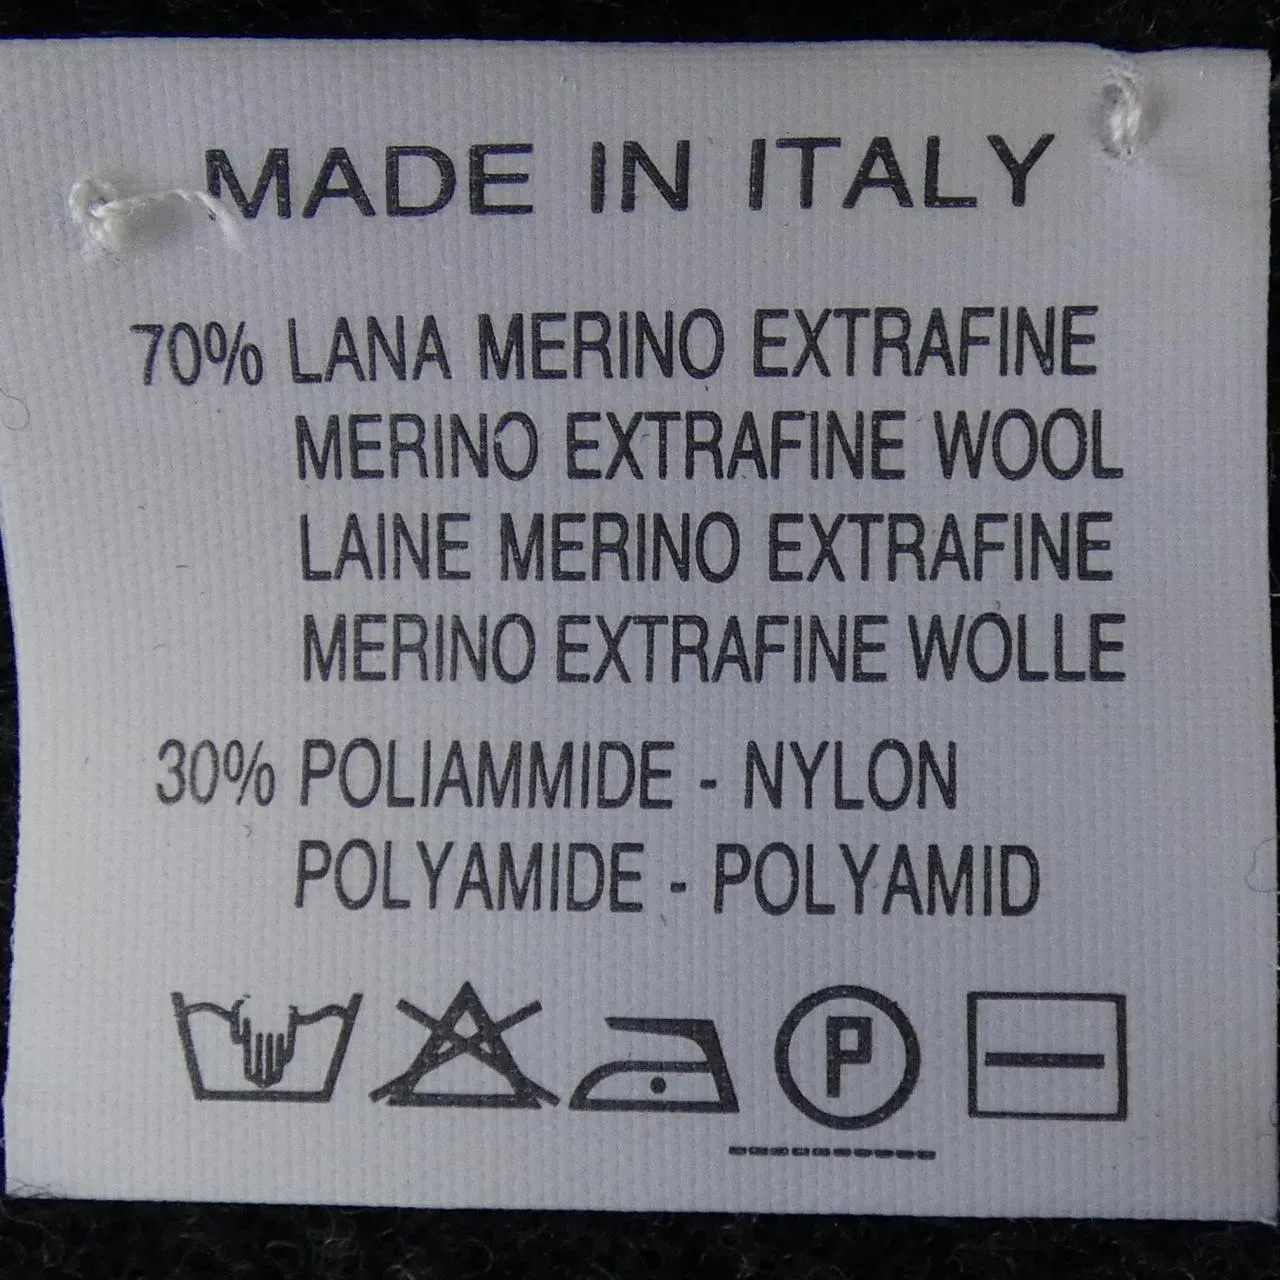 MADE IN ITALY
70% LANA MERINO EXTRAFINE
MERINO EXTRAFINE WOOL
LAINE MERINO EXTRAFINE
MERINO EXTRAFINE WOLLE
30% POLIAMMIDE - NYLON
POLYAMIDE - POLYAMID
P